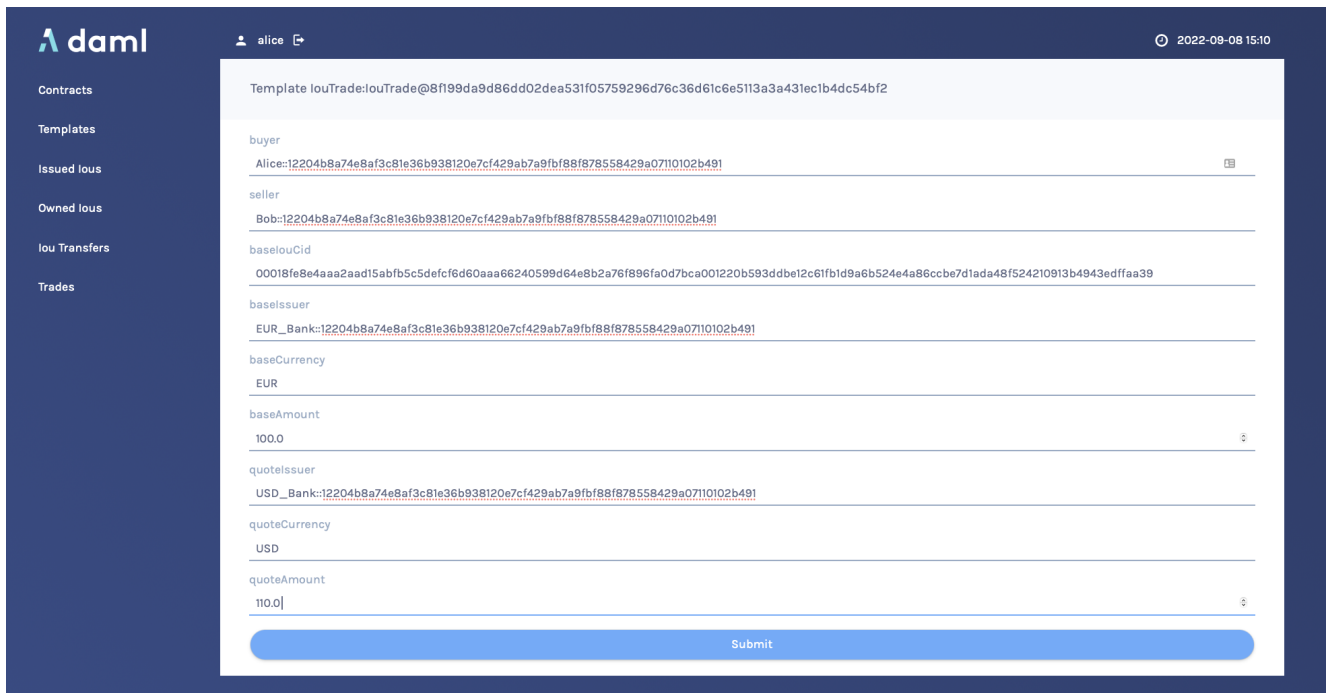 daml
alice
2022-09-08 15:10
Contracts
Templates
Issued Ious
Owned Ious
Iou Transfers
Trades
Template IouTrade:IouTrade@8f199da9d86dd02dea531f05759296d76c36d61c6e5113a3a431ec1b4dc54bf2
buyer
Alice::12204b8a74e8af3c81e36b938120e7cf429ab7a9fbf88f878558429a07110102b491
seller
Bob::12204b8a74e8af3c81e36b938120e7cf429ab7a9fbf88f878558429a07110102b491
baseIouCid
00018fe8e4aaa2aad15abfb5c5defcf6d60aaa66240599d64e8b2a76f896fa0d7bca001220b593ddbe12c61fb1d9a6b524e4a86ccbe7d1ada48f524210913b4943edffaa39
baseIssuer
EUR_Bank::12204b8a74e8af3c81e36b938120e7cf429ab7a9fbf88f878558429a07110102b491
baseCurrency
EUR
baseAmount
100.0
quoteIssuer
USD_Bank::12204b8a74e8af3c81e36b938120e7cf429ab7a9fbf88f878558429a07110102b491
quoteCurrency
USD
quoteAmount
110.0
Submit